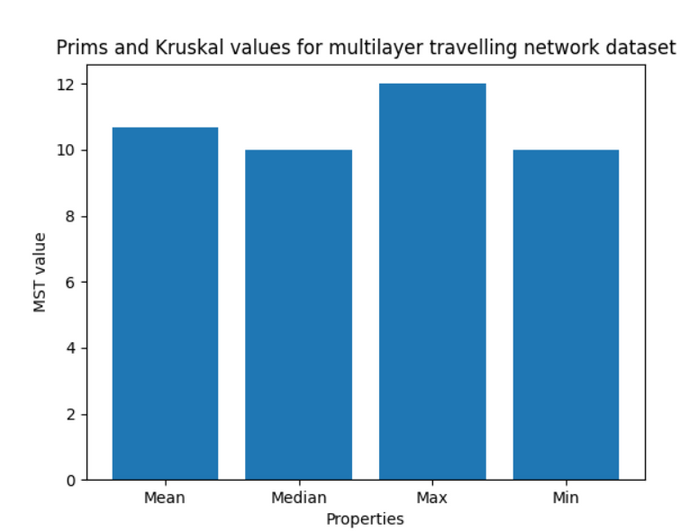 Prims and Kruskal values for multilayer travelling network dataset
12
10
8
6
4
2
0
MST value
Mean Median Max Min
Properties